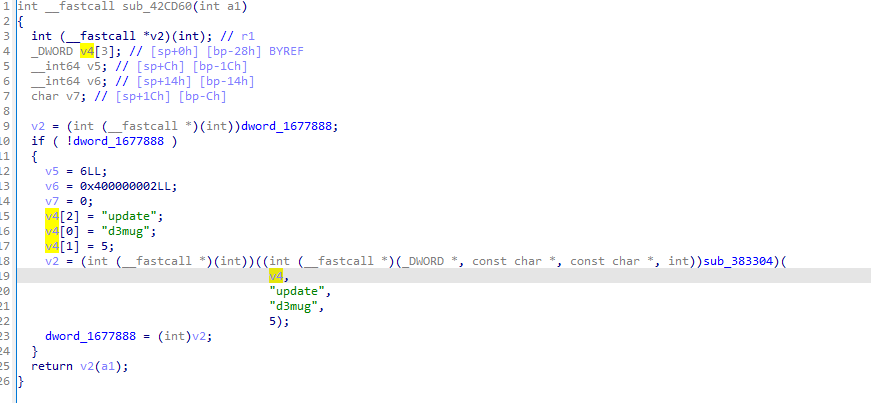 1 int __fastcall sub_42CD60(int a1)
2 {
3 int (__fastcall *v2)(int); // r1
4 _DWORD v4[3]; // [sp+0h] [bp-28h] BYREF
5 __int64 v5; // [sp+Ch] [bp-1Ch]
6 __int64 v6; // [sp+14h] [bp-14h]
7 char v7; // [sp+1Ch] [bp-Ch]
8
9 v2 = (int (__fastcall *)(int))dword_1677888;
10 if ( !dword_1677888 )
11 {
12 v5 = 6LL;
13 v6 = 0x400000002LL;
14 v7 = 0;
15 v4[2] = "update";
16 v4[0] = "d3mug";
17 v4[1] = 5;
18 v2 = (int (__fastcall *)(int))((int (__fastcall *)(_DWORD *, const char *, const char *, int))sub_383304)(
19 v4,
20 "update",
21 "d3mug",
22 5);
23 dword_1677888 = (int)v2;
24 }
25 return v2(a1);
26 }